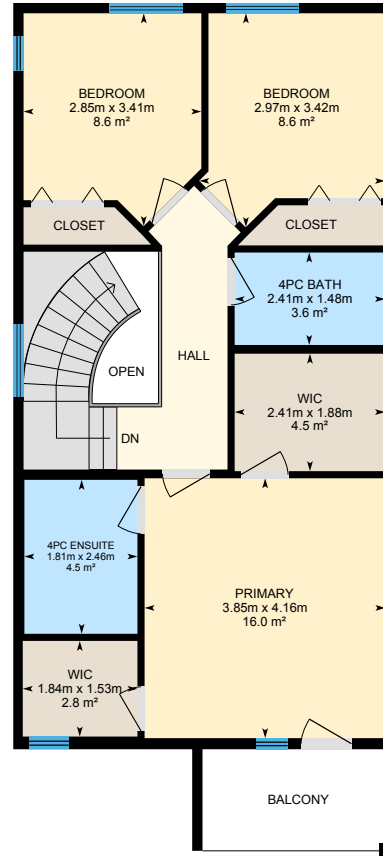 BEDROOM
2.85m x 3.41m
8.6 m²
BEDROOM
2.97m x 3.42m
8.6 m²
CLOSET
CLOSET
4PC BATH
2.41m x 1.48m
3.6 m²
HALL
OPEN
WIC
2.41m x 1.88m
4.5 m²
DN
4PC ENSUITE
1.81m x 2.46m
4.5 m²
PRIMARY
3.85m x 4.16m
16.0 m²
WIC
1.84m x 1.53m
2.8 m²
BALCONY